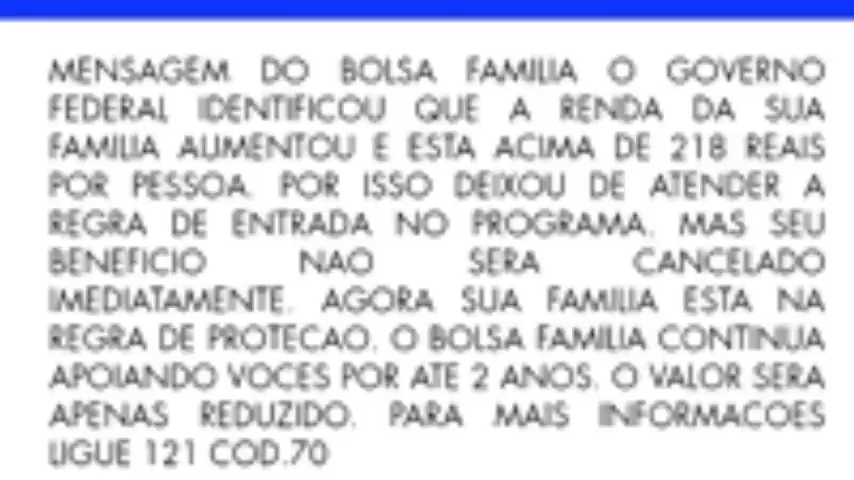 MENSAGEM DO BOLSA FAMILIA O GOVERNO
FEDERAL IDENTIFICOU QUE A RENDA DA SUA
FAMILIA AUMENTOU E ESTA ACIMA DE 218 REAIS
POR PESSOA. POR ISSO DEIXOU DE ATENDER A
REGRA DE ENTRADA NO PROGRAMA. MAS SEU
BENEFICIO NAO SERA CANCELADO
IMEDIATAMENTE. AGORA SUA FAMILIA ESTA NA
REGRA DE PROTECAO. O BOLSA FAMILIA CONTINUA
APOIANDO VOCES POR ATE 2 ANOS. O VALOR SERA
APENAS REDUZIDO. PARA MAIS INFORMACOES
LIGUE 121 COD.70